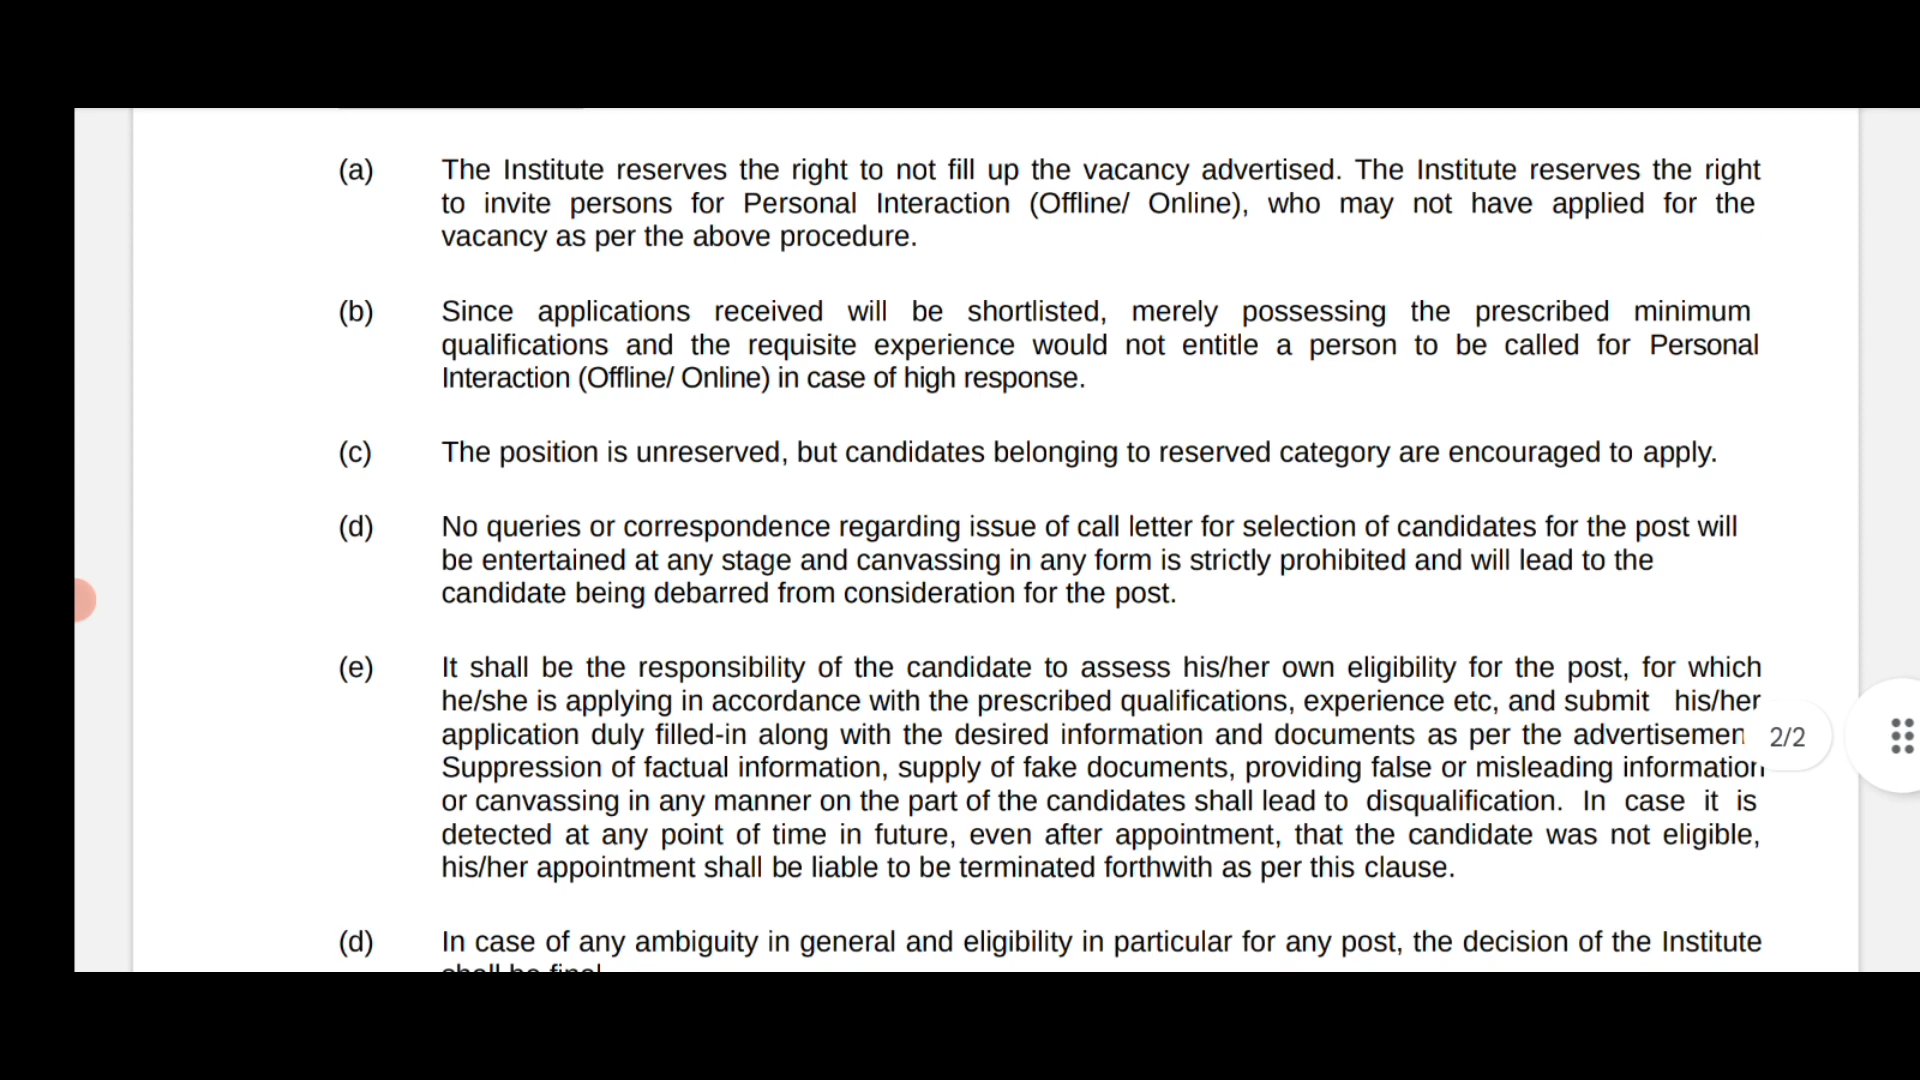 (a) The Institute reserves the right to not fill up the vacancy advertised. The Institute reserves the right
to invite persons for Personal Interaction (Offline/ Online), who may not have applied for the
vacancy as per the above procedure.
(b) Since applications received will be shortlisted, merely possessing the prescribed minimum
qualifications and the requisite experience would not entitle a person to be called for Personal
Interaction (Offline/ Online) in case of high response.
(c) The position is unreserved, but candidates belonging to reserved category are encouraged to apply.
(d) No queries or correspondence regarding issue of call letter for selection of candidates for the post will
be entertained at any stage and canvassing in any form is strictly prohibited and will lead to the
candidate being debarred from consideration for the post.
(e) It shall be the responsibility of the candidate to assess his/her own eligibility for the post, for which
he/she is applying in accordance with the prescribed qualifications, experience etc, and submit his/her
application duly filled-in along with the desired information and documents as per the advertisemen
2/2
Suppression of factual information, supply of fake documents, providing false or misleading information
or canvassing in any manner on the part of the candidates shall lead to disqualification. In case it is
detected at any point of time in future, even after appointment, that the candidate was not eligible,
his/her appointment shall be liable to be terminated forthwith as per this clause.
(d) In case of any ambiguity in general and eligibility in particular for any post, the decision of the Institute
shall be final